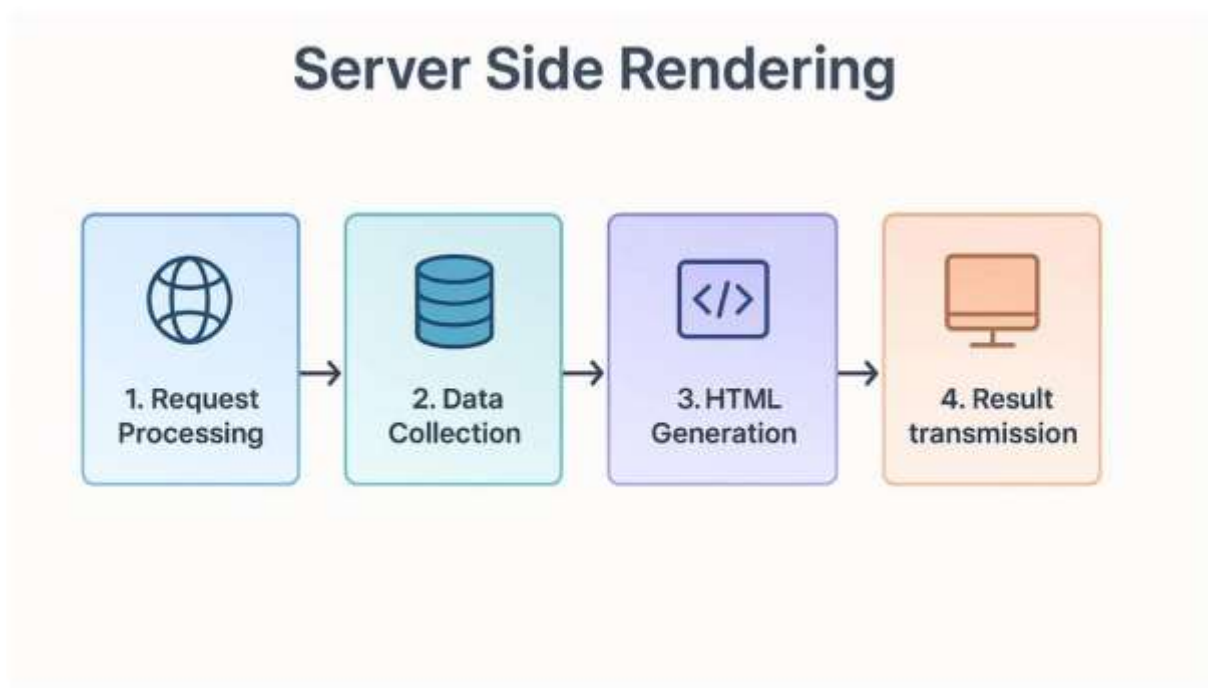 Server Side Rendering
1. Request
Processing
2. Data
Collection
</>
3. HTML
Generation
4. Result
transmission